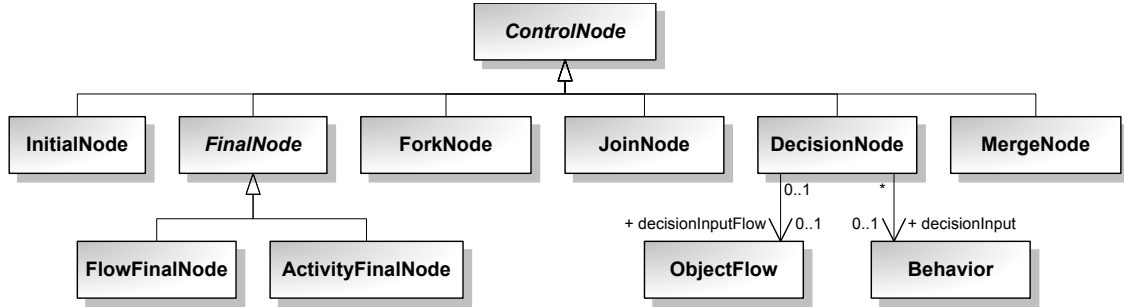 ControlNode
InitialNode
FinalNode
ForkNode
JoinNode
DecisionNode
MergeNode
0..1
*
+ decisionInputFlow
0..1
0..1
+ decisionInput
FlowFinalNode
ActivityFinalNode
ObjectFlow
Behavior